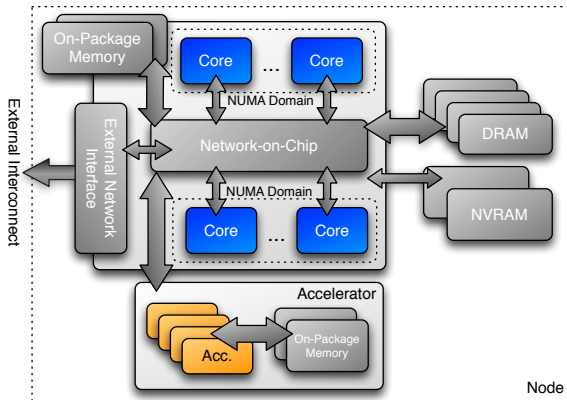 On-Package
Memory
Core
...
Core
NUMA Domain
External Interconnect
External Network
Interface
Network-on-Chip
DRAM
NUMA Domain
NVRAM
Core
...
Core
Accelerator
Acc.
On-Package
Memory
Node